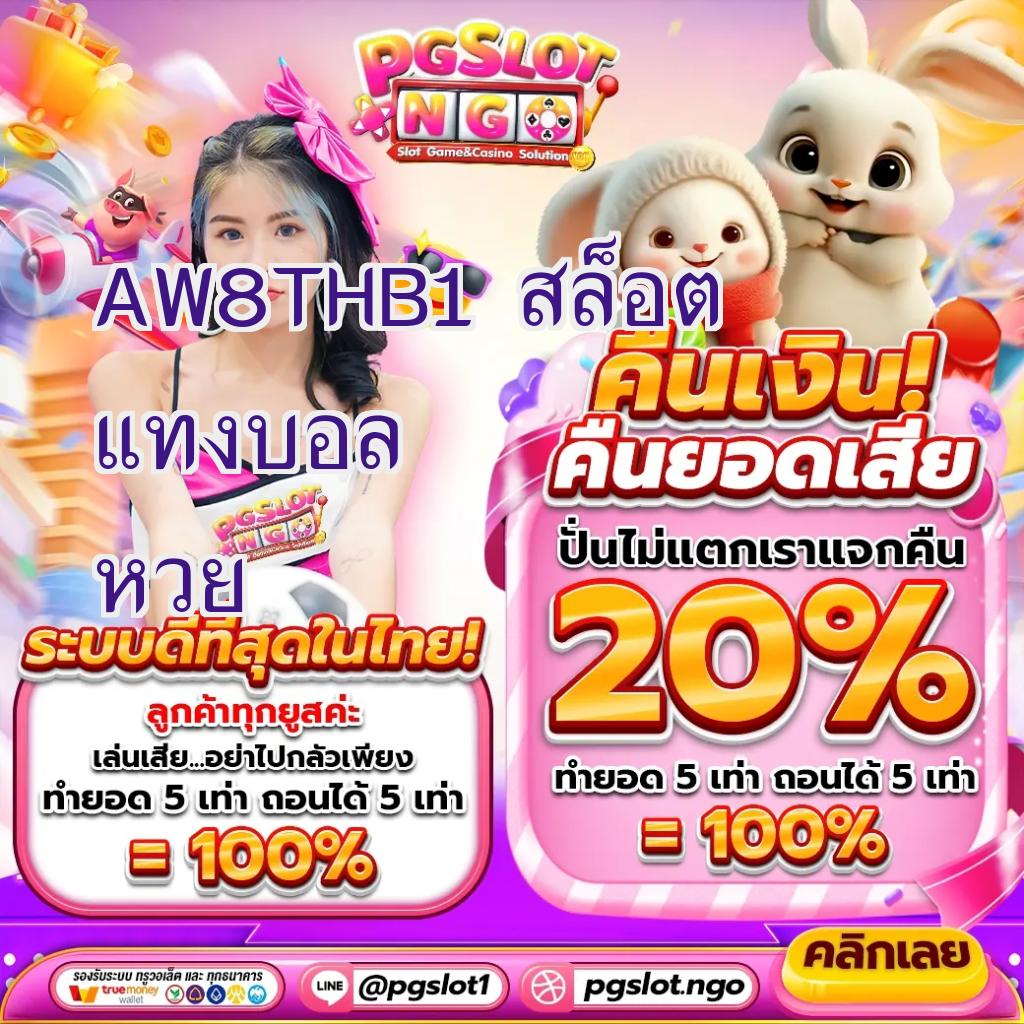 PGSLOT
NGO
Slot Game&Casino Solution
AW8THB1 สล็อต
แทงบอล
หวย
PGSLOT
NGO
คืนเงิน!
คืนยอดเสีย
ปั่นไม่แตกเราแจกคืน
20%
ทำยอด 5 เท่า ถอนได้ 5 เท่า
= 100%
ระบบดีที่สุดในไทย!
ลูกค้าทุกยูสค่ะ
เล่นเสีย...อย่าไปกลัวเพียง
ทำยอด 5 เท่า ถอนได้ 5 เท่า
= 100%
คลิกเลย
รองรับระบบ ทรูวอเล็ต และ ทุกธนาคาร
truemoney
wallet
LINE @pgslot1
pgslot.ngo